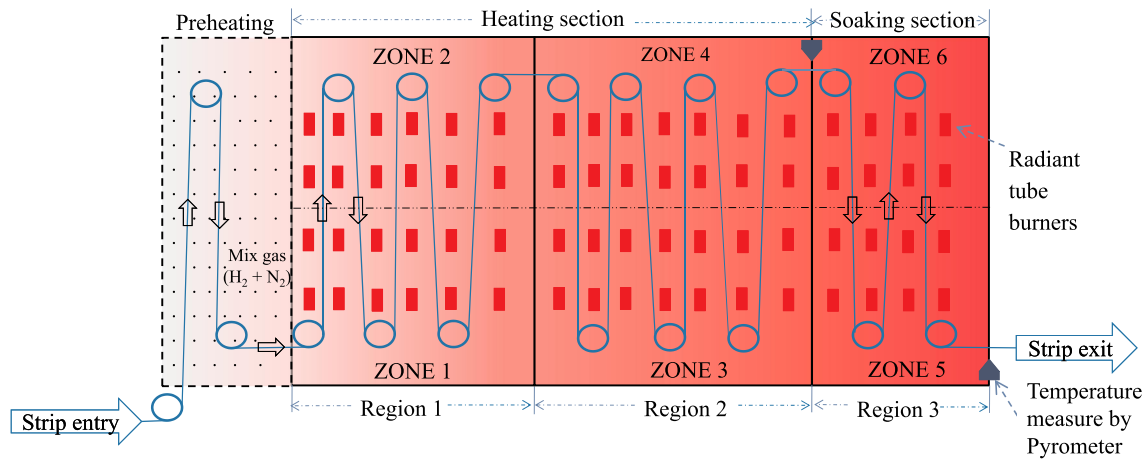 Preheating
Heating section
Soaking section
ZONE 2
ZONE 4
ZONE 6
Radiant
tube
burners
Mix gas
(H₂ + N₂)
ZONE 1
ZONE 3
ZONE 5
Strip exit
Strip entry
Region 1
Region 2
Region 3
Temperature
measure by
Pyrometer